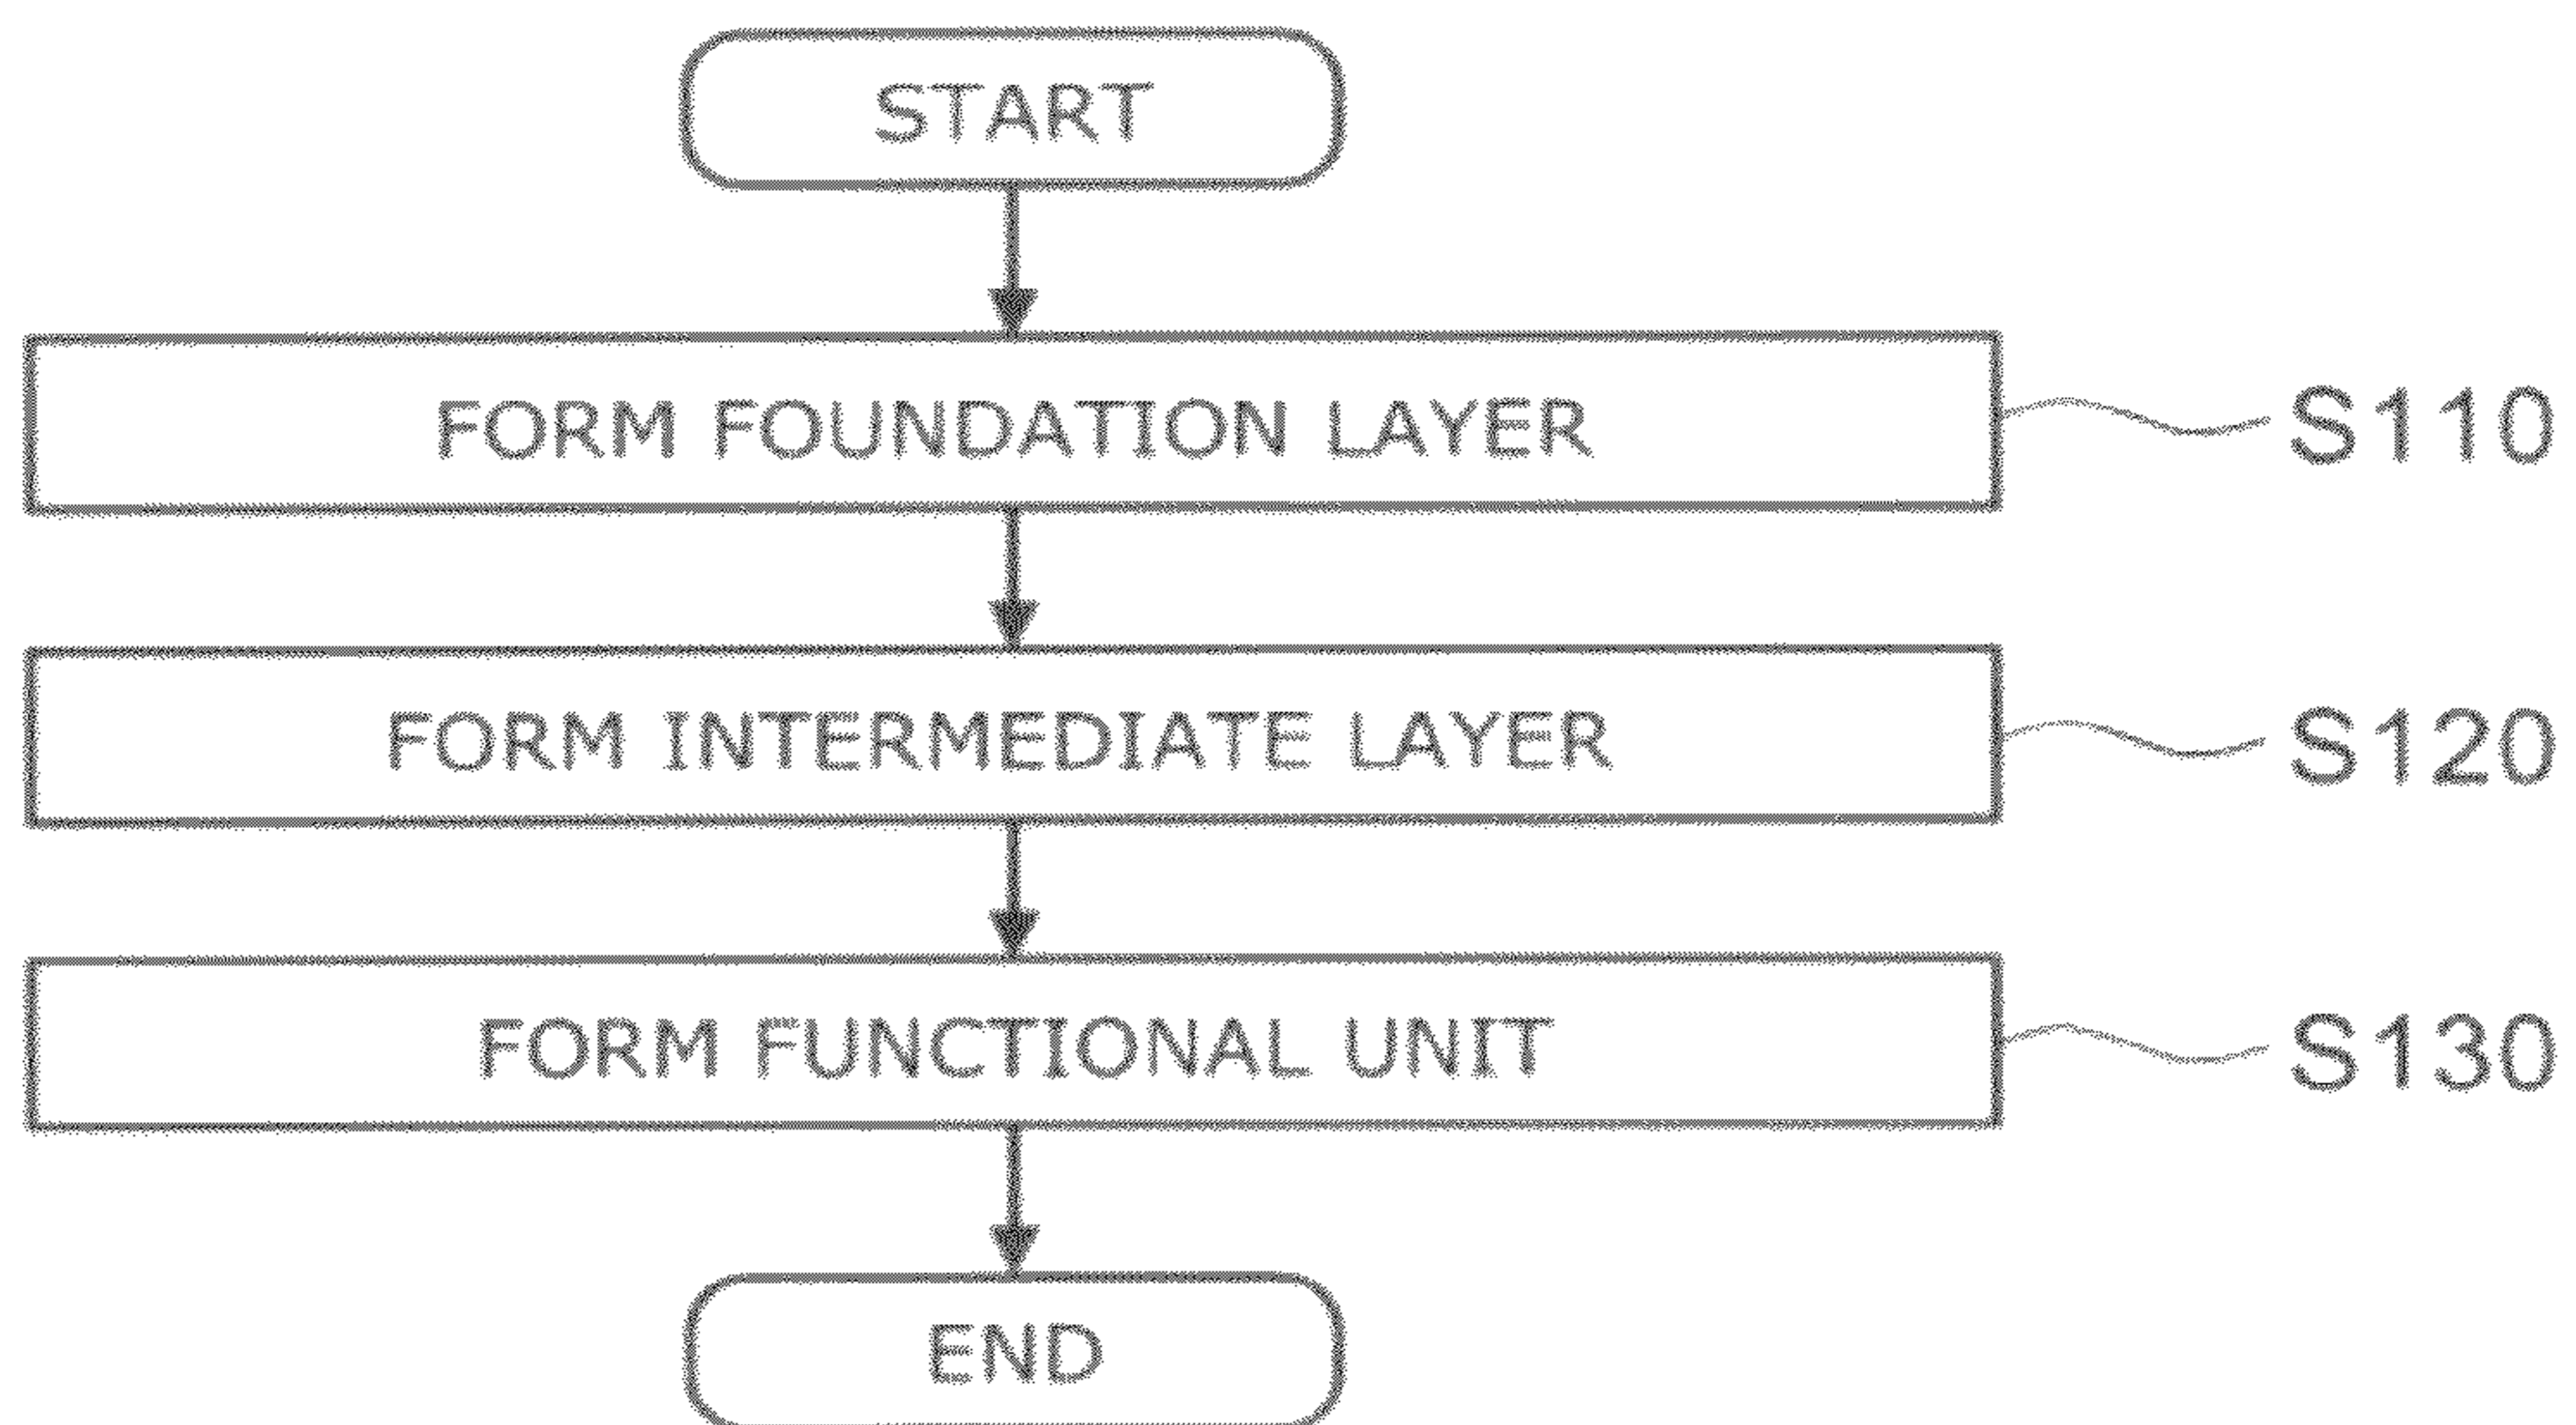 START
FORM FOUNDATION LAYER
S110
FORM INTERMEDIATE LAYER
S120
FORM FUNCTIONAL UNIT
S130
END